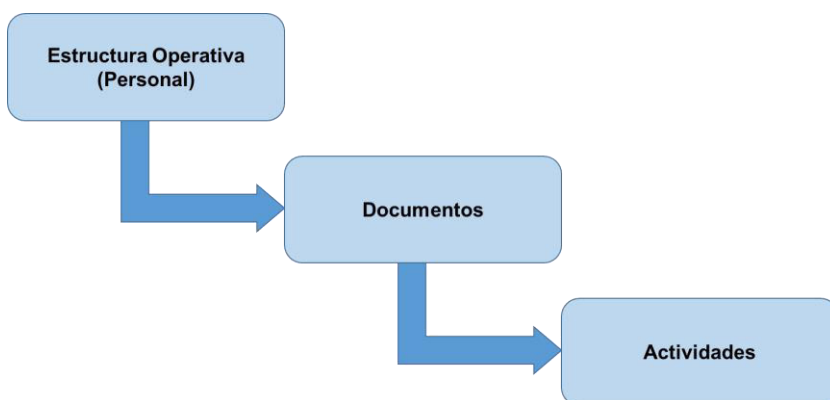 Estructura Operativa
(Personal)
Documentos
Actividades